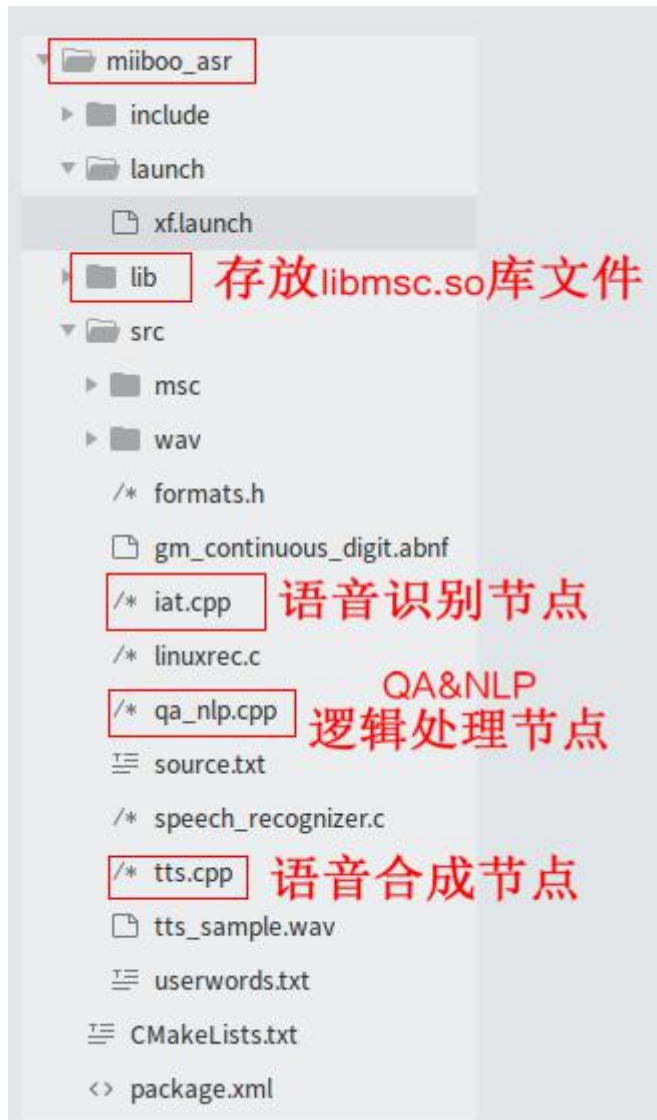 miiboo_asr
include
launch
xf.launch
lib 存放libmsc.so库文件
src
msc
wav
/* formats.h
gm_continuous_digit.abnf
/* iat.cpp 语音识别节点
/* linuxrec.c
QA&NLP
/* qa_nlp.cpp 逻辑处理节点
source.txt
/* speech_recognizer.c
/* tts.cpp 语音合成节点
tts_sample.wav
userwords.txt
CMakeLists.txt
<> package.xml